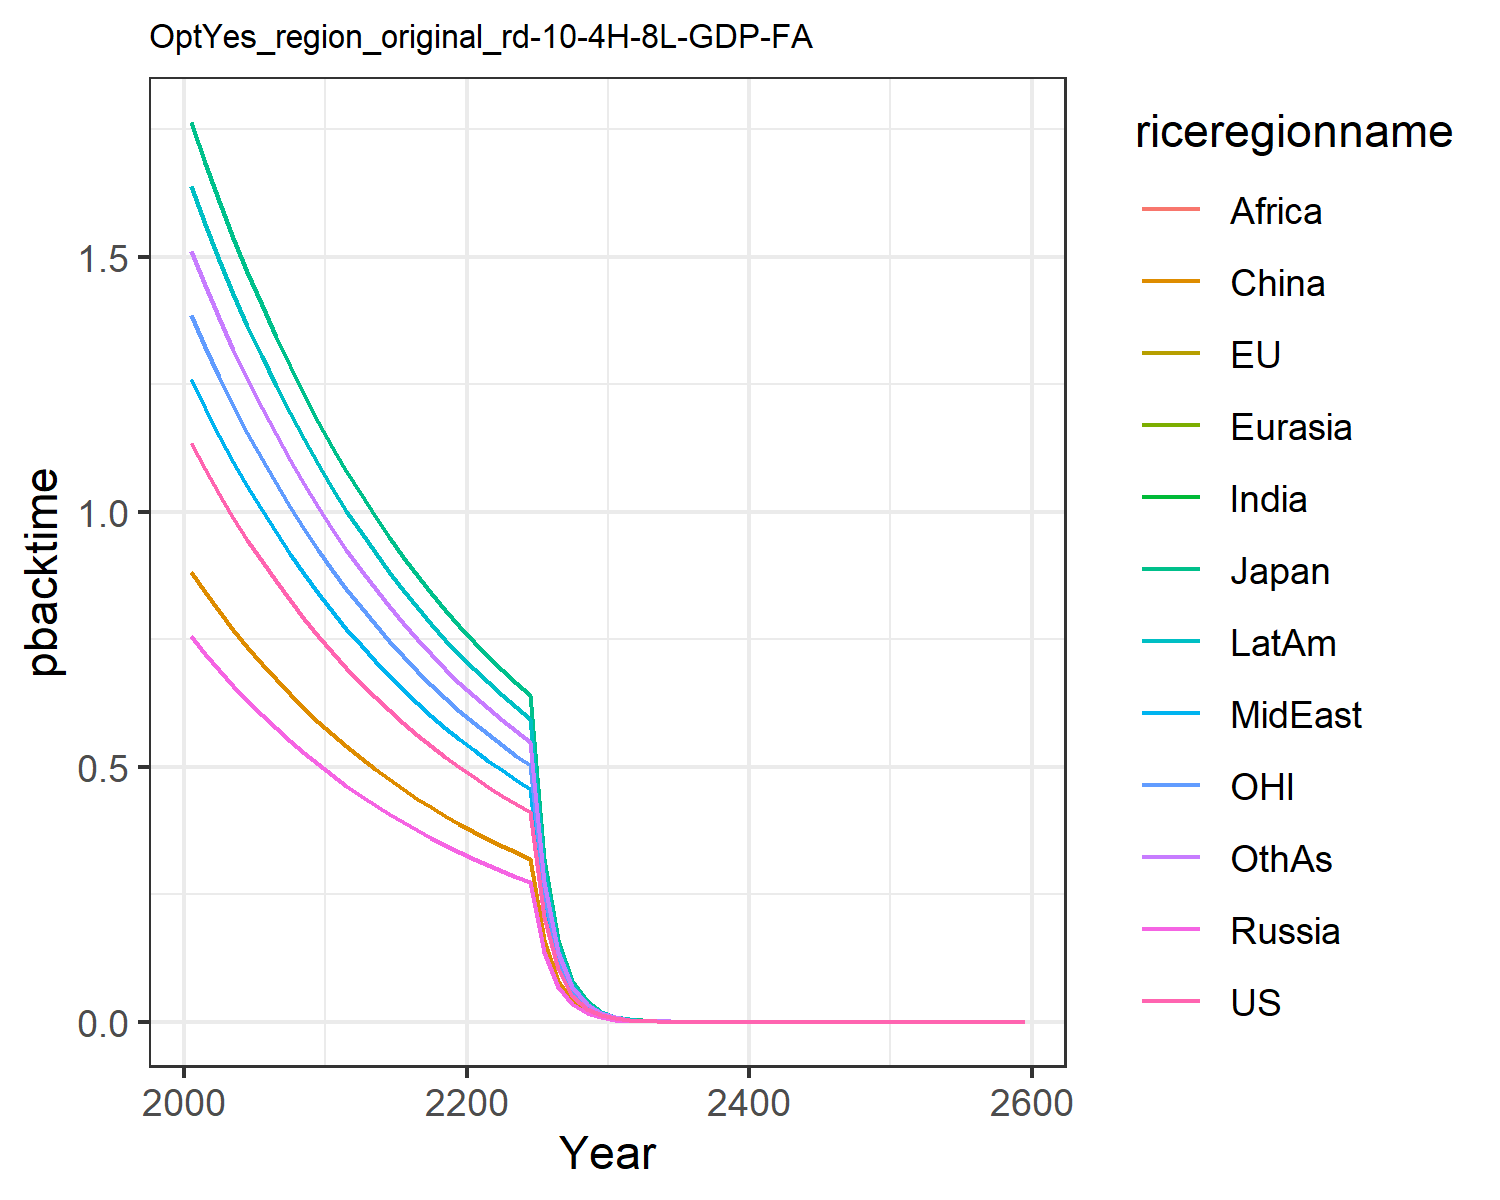 OptYes_region_original_rd-10-4H-8L-GDP-FA
riceregionname
Africa
China
EU
Eurasia
India
Japan
LatAm
MidEast
OHI
OthAs
Russia
US
pbacktime
1.5
1.0
0.5
0.0
2000 2200 2400 2600
Year